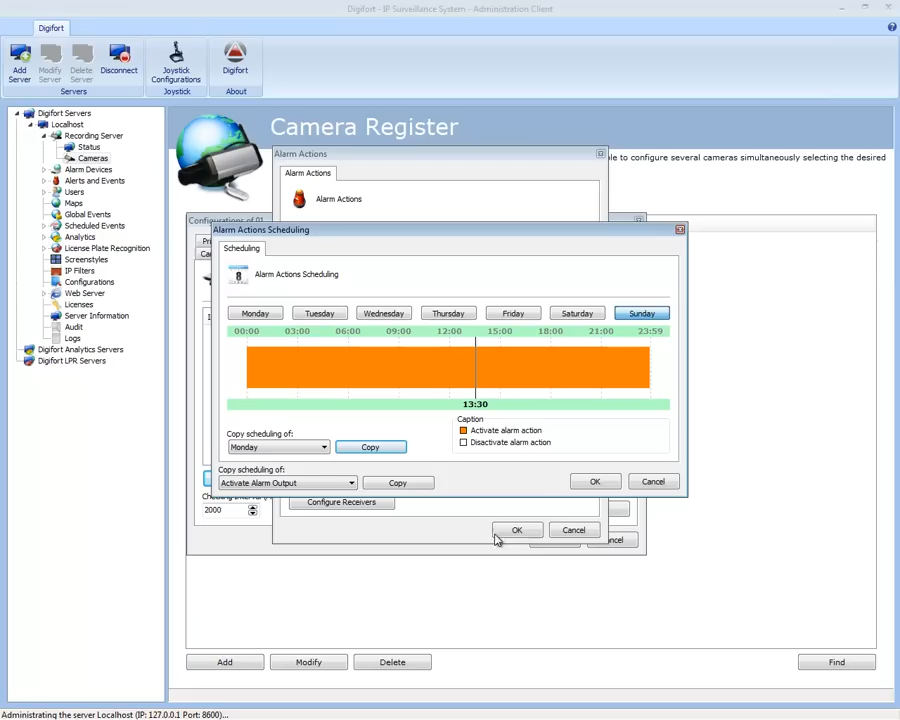 Digifort - IP Surveillance System - Administration Client
Digifort
Add Server
Modify Server
Delete Server
Disconnect
Joystick Configurations
Digifort
Servers
Joystick
About
Digifort Servers
Localhost
Recording Server
Status
Cameras
Alarm Devices
Alerts and Events
Users
Maps
Global Events
Scheduled Events
Analytics
License Plate Recognition
Screenstyles
IP Filters
Configurations
Web Server
Licenses
Server Information
Audit
Logs
Digifort Analytics Servers
Digifort LPR Servers
Camera Register
le to configure several cameras simultaneously selecting the desired
Alarm Actions
Alarm Actions
Alarm Actions
Configurations of 01
Alarm Actions Scheduling
Scheduling
8
Alarm Actions Scheduling
Monday Tuesday Wednesday Thursday Friday Saturday Sunday
00:00 03:00 06:00 09:00 12:00 15:00 18:00 21:00 23:59
13:30
Caption
Activate alarm action
Disactivate alarm action
Copy scheduling of:
Monday
Copy
Copy scheduling of:
Activate Alarm Output
Copy
OK
Cancel
Configure Receivers
2000
OK
Cancel
ncel
Add
Modify
Delete
Find
Administrating the server Localhost (IP: 127.0.0.1 Port: 8600)...